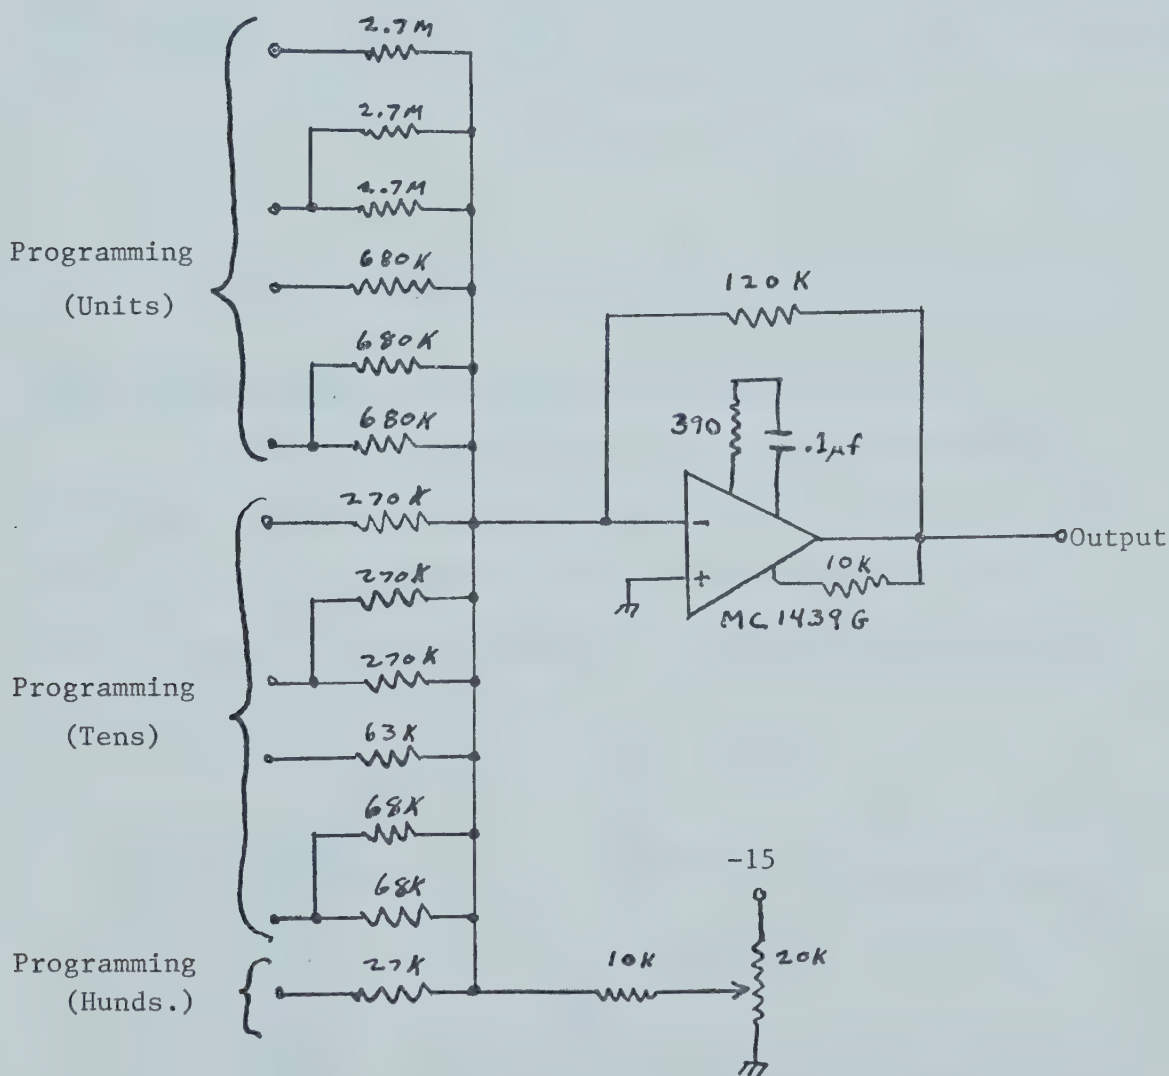 2.7M
2.7M
2.7M
Programming
(Units)
680K
680K
680K
120K
390
.1μf
270K
-
Output
270K
+
10K
MC1439G
270K
Programming
(Tens)
63K
68K
68K
-15
Programming
(Hunds.)
27K
10K
20K